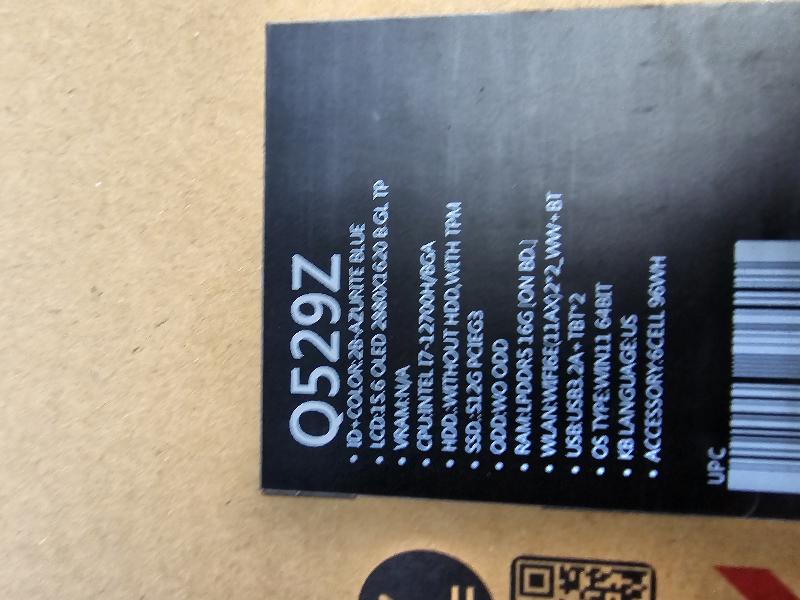 Q529Z
• ID+COLOR:2B-AZURITE BLUE
• LCD:15.6 OLED 2880X1620 B.GL TP
• VRAM:N/A
• CPU:INTEL I7-12700H/BGA
• HDD.:WITHOUT HDD,WITH TPM
• SSD.:512G PCIEG3
• ODD:WO ODD
• RAM:LPDDR5 16G [ON BD.]
• WLAN:WIFI6E(11AX)2*2_WW+BT
• USB:USB3.2A+TBT*2
• OS TYPE:WIN11 64BIT
• KB LANGUAGE:US
• ACCESSORY:6CELL 96WH
UPC